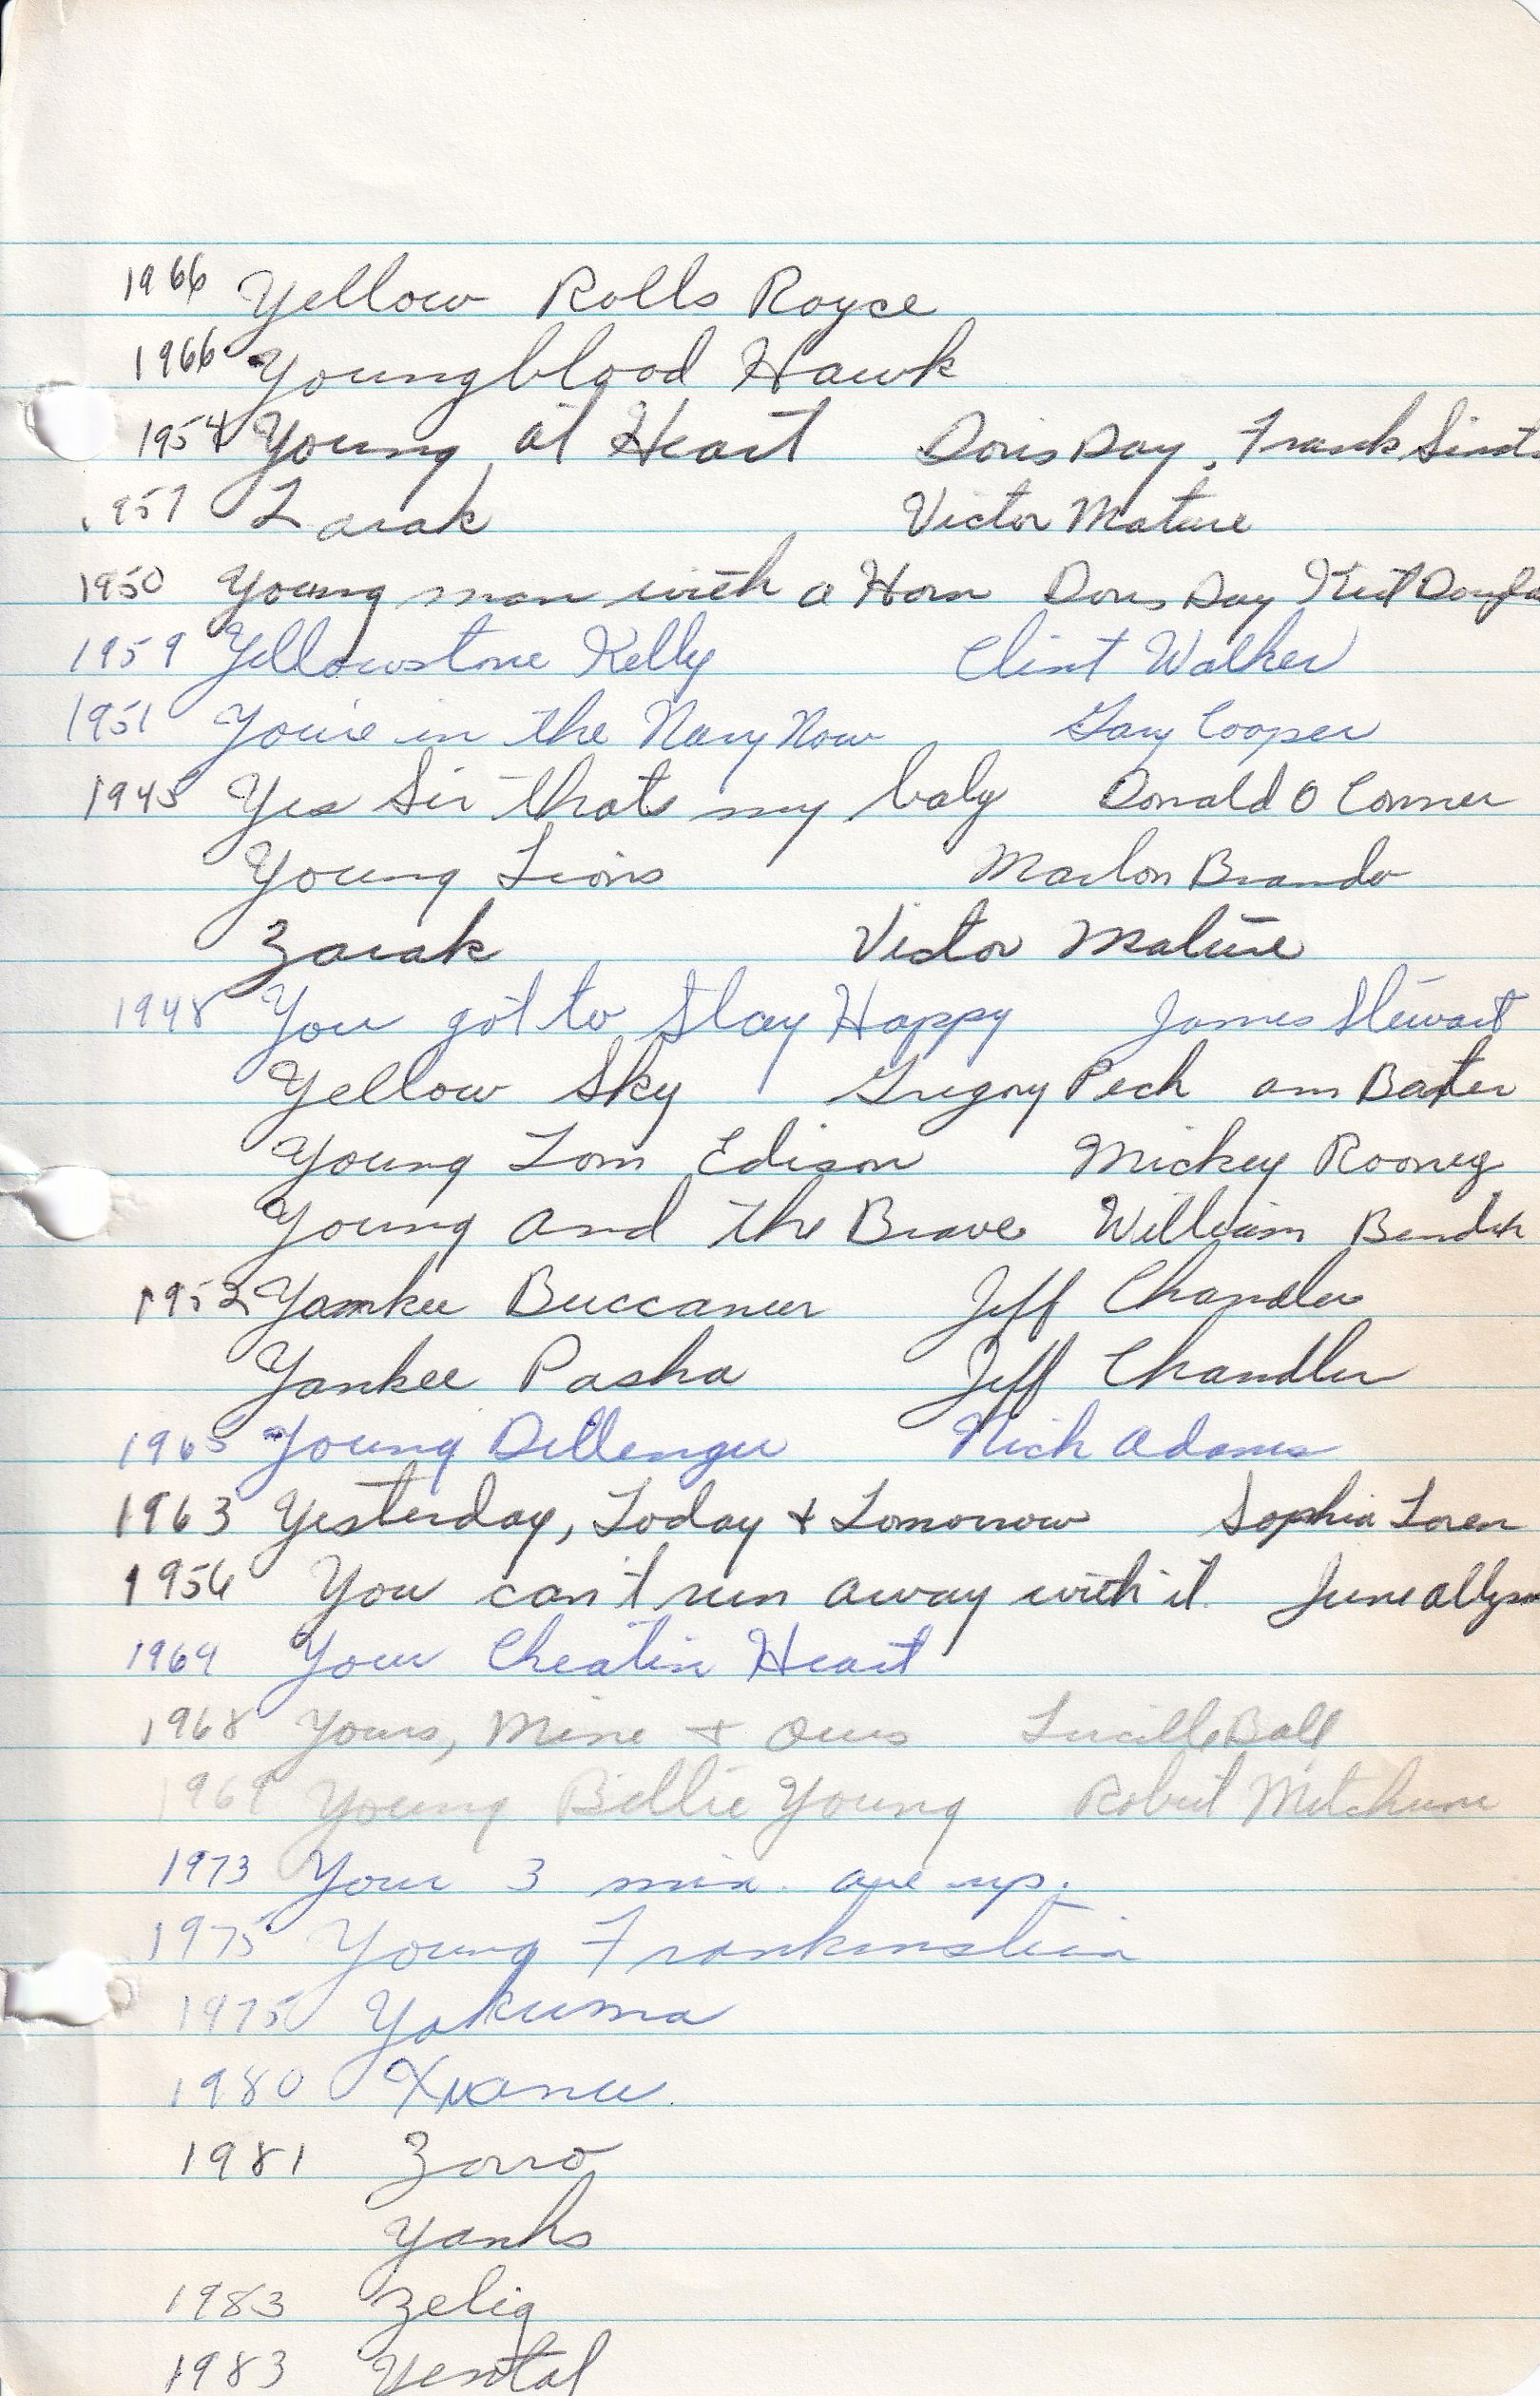 1966 Yellow Rolls Royce
1966 Youngblood Hawk
1954 Young at Heart Doris Day, Frank Sinat
1957 Zarak Victor Mature
1950 Young man with a Horn Doris Day Kirk Dougla
1959 Yellowstone Kelly Clint Walker
1951 You're in the Navy Now Gary Cooper
1945 Yes Sir thats my baby Donald O Conner
Young Lions Marlon Brando
Zarak Victor Mature
1948 You got to Stay Happy James Stewart
Yellow Sky Gregory Peck ann Baxter
Young Tom Edison Mickey Rooney
Young and the Brave William Bendix
1952 Yankee Buccaneer Jeff Chandler
Yankee Pasha Jeff Chandler
1965 Young Dillenger Nick Adams
1963 Yesterday, Today + Tomorrow Sophia Loren
1956 You can't run away with it June allyson
1964 Your Cheatin Heart
1968 Yours, Mine + Ours Lucille Ball
1969 Young Billie Young Robert Mitchum
1973 Your 3 min. are up.
1975 Young Frankinstein
1975 Yakuma
1980
1981 Zorro
Yanks
1983 Zelig
1983 Yental